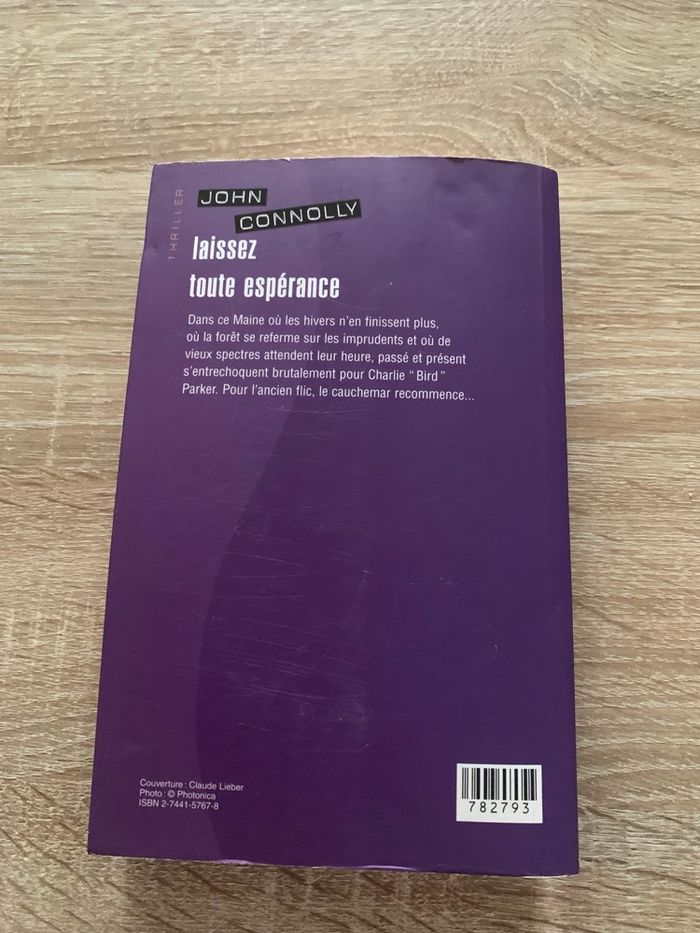 THRILLER
JOHN
CONNOLLY
laissez
toute espérance
Dans ce Maine où les hivers n'en finissent plus,
où la forêt se referme sur les imprudents et où de
vieux spectres attendent leur heure, passé et présent
s'entrechoquent brutalement pour Charlie “Bird”
Parker. Pour l'ancien flic, le cauchemar recommence...
Couverture : Claude Lieber
Photo : © Photonica
ISBN 2-7441-5767-8
782793